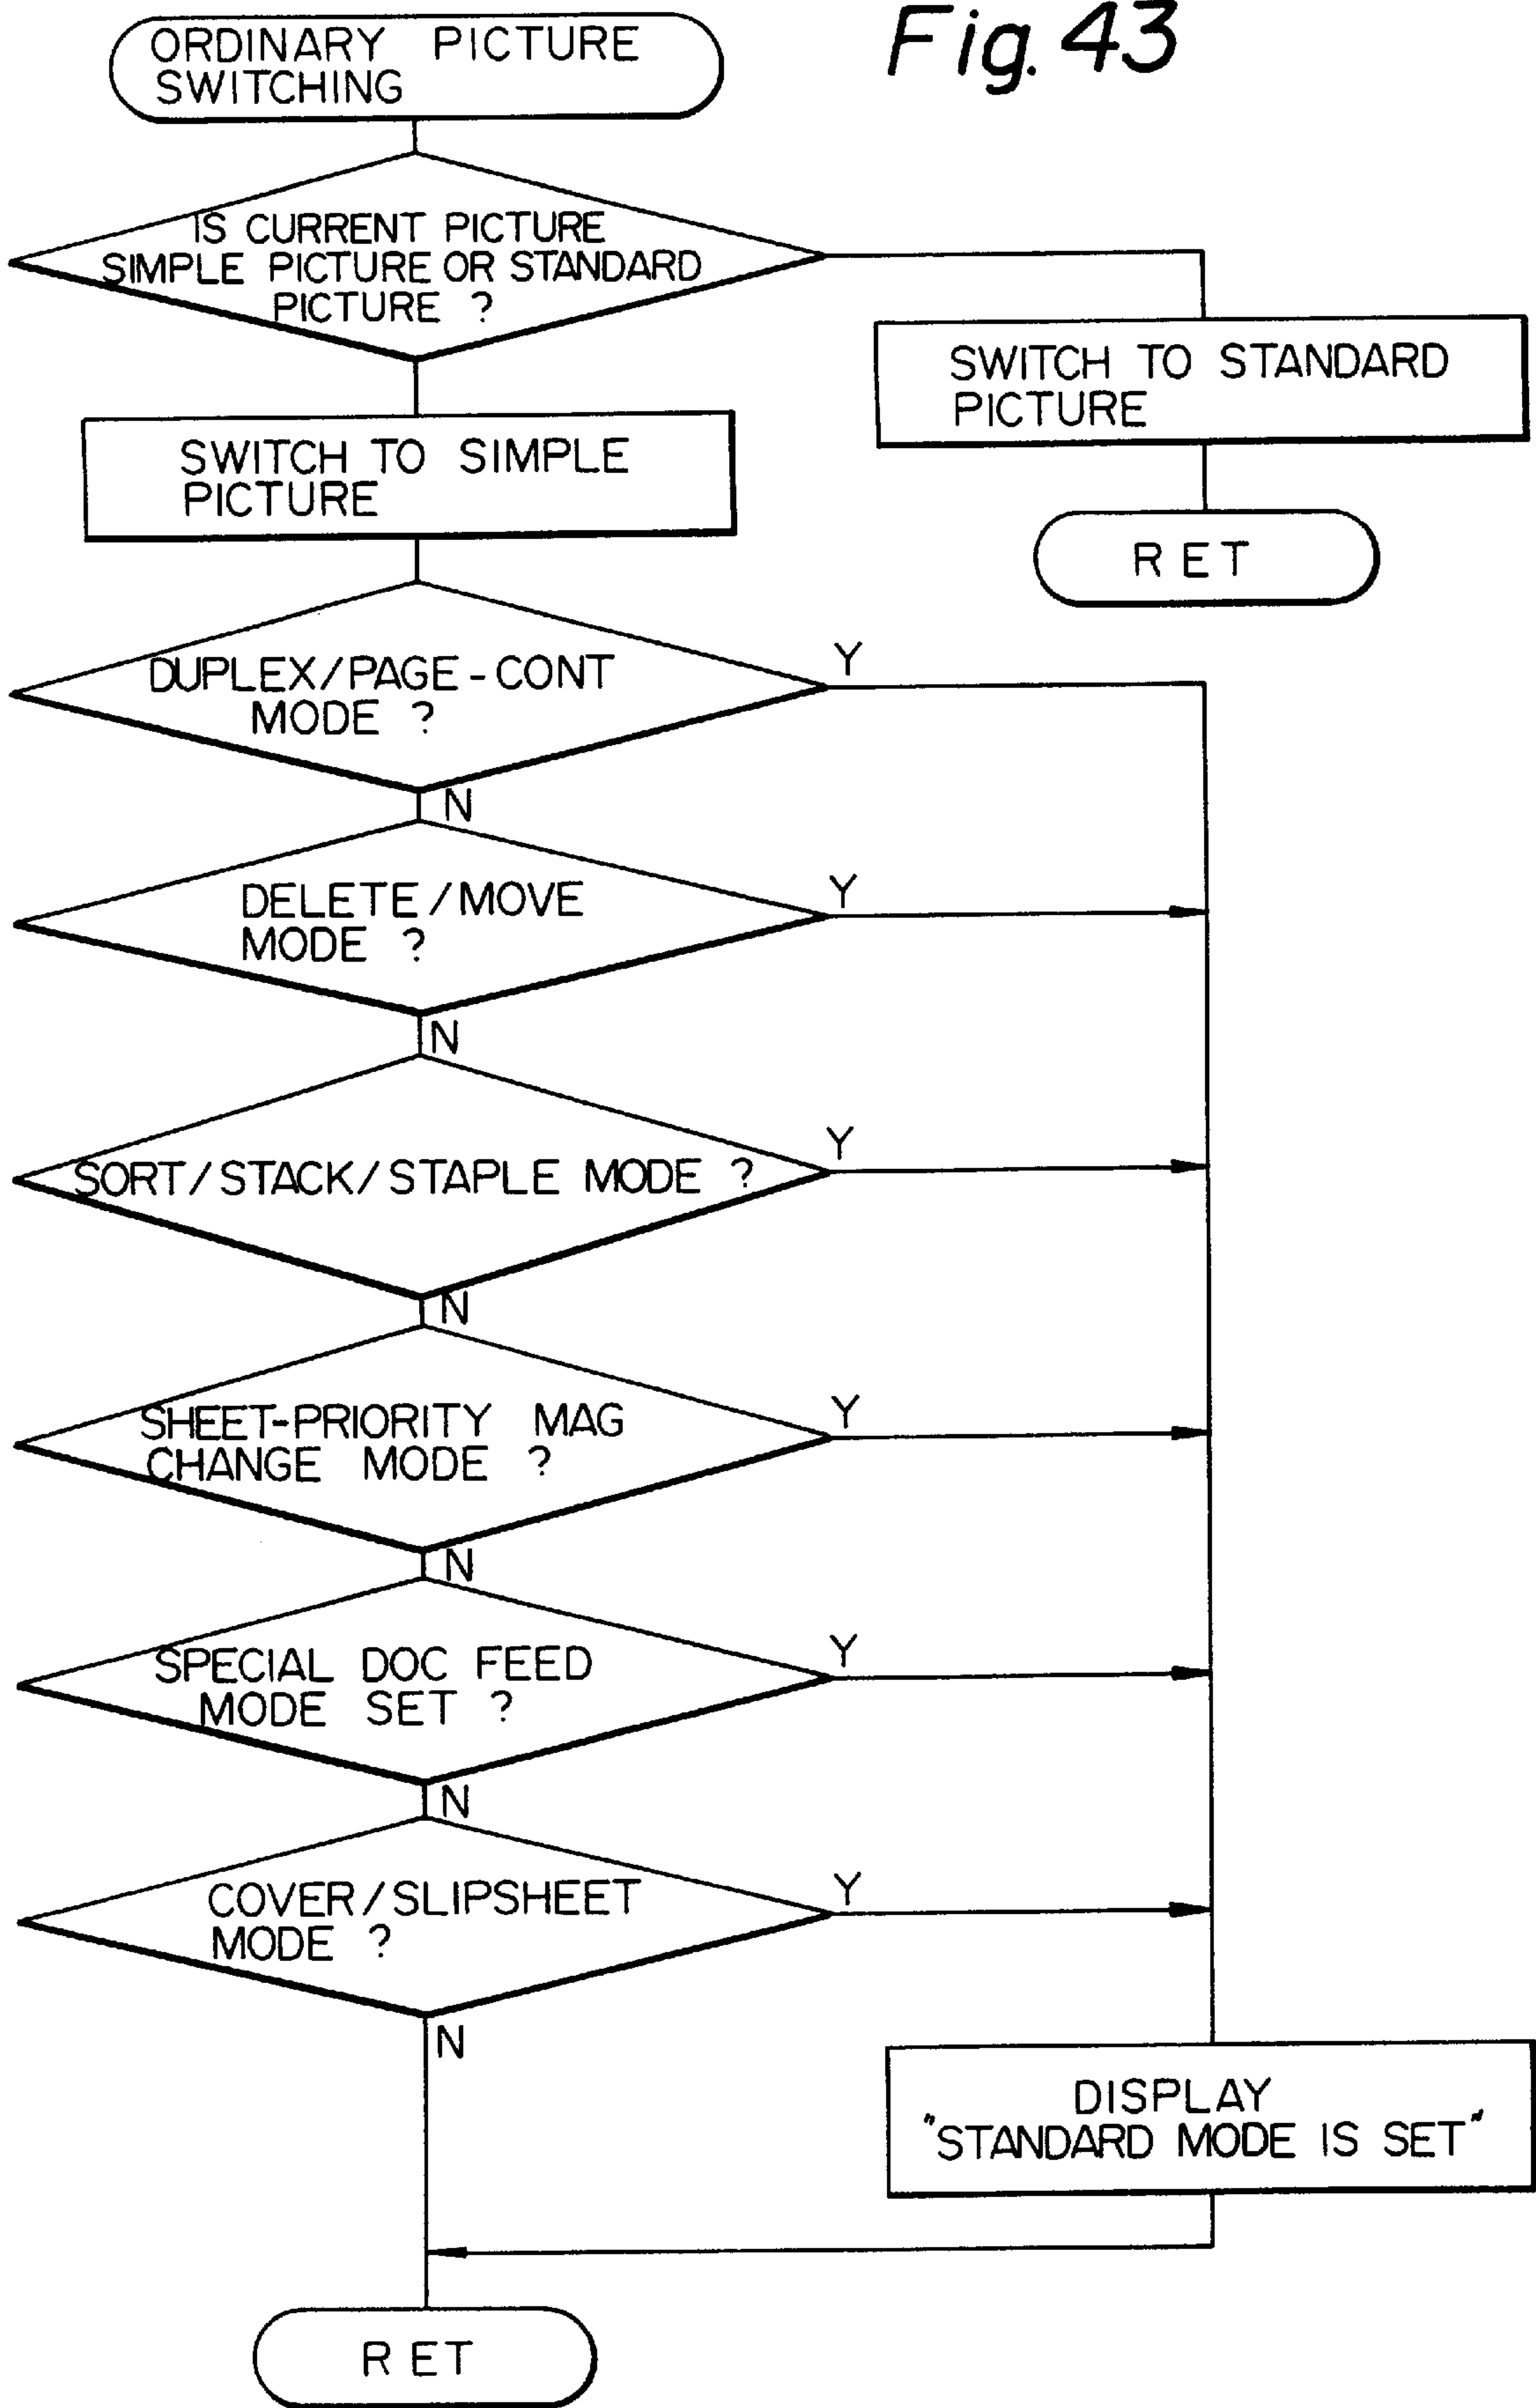 Fig. 43
ORDINARY PICTURE
SWITCHING
IS CURRENT PICTURE
SIMPLE PICTURE OR STANDARD
PICTURE ?
SWITCH TO STANDARD
PICTURE
RET
SWITCH TO SIMPLE
PICTURE
DUPLEX/PAGE-CONT
MODE ?
Y
N
DELETE/MOVE
MODE ?
Y
N
SORT/STACK/STAPLE MODE ?
Y
N
SHEET-PRIORITY MAG
CHANGE MODE ?
Y
N
SPECIAL DOC FEED
MODE SET ?
Y
N
COVER/SLIPSHEET
MODE ?
Y
N
DISPLAY
"STANDARD MODE IS SET"
RET